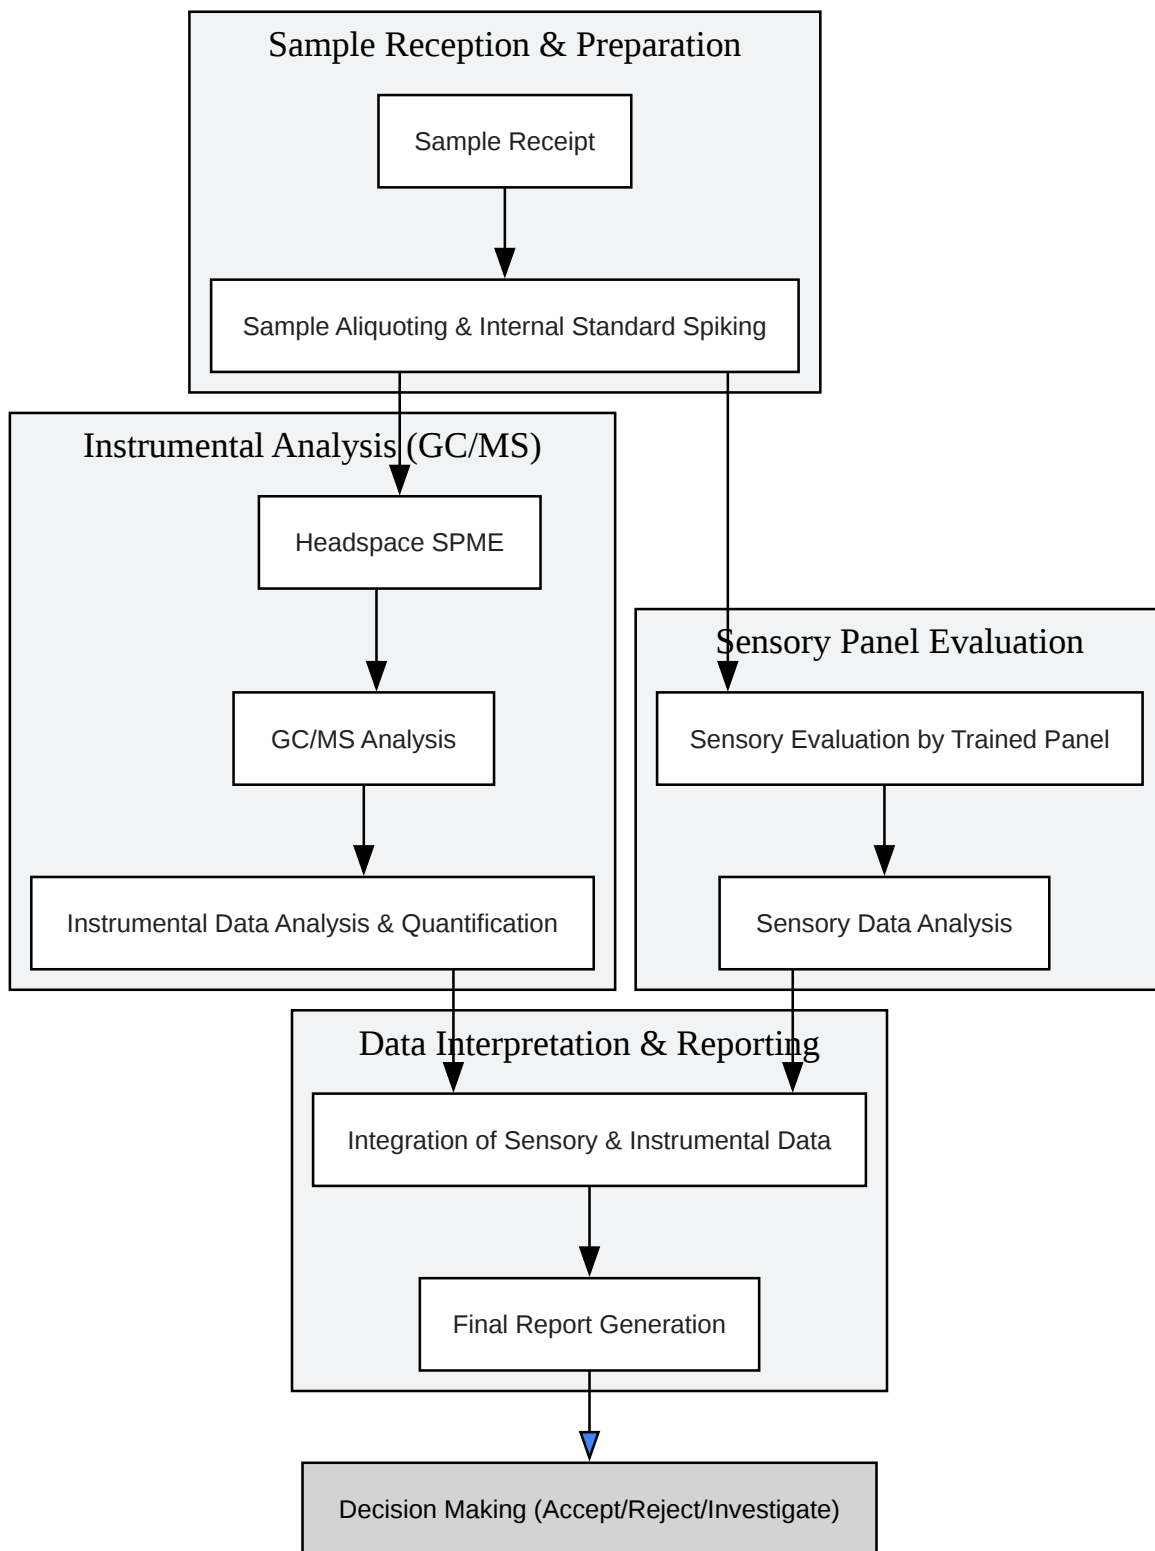 Sample Reception & Preparation
Sample Receipt
Sample Aliquoting & Internal Standard Spiking
Instrumental Analysis (GC/MS)
Headspace SPME
GC/MS Analysis
Instrumental Data Analysis & Quantification
Sensory Panel Evaluation
Sensory Evaluation by Trained Panel
Sensory Data Analysis
Data Interpretation & Reporting
Integration of Sensory & Instrumental Data
Final Report Generation
Decision Making (Accept/Reject/Investigate)